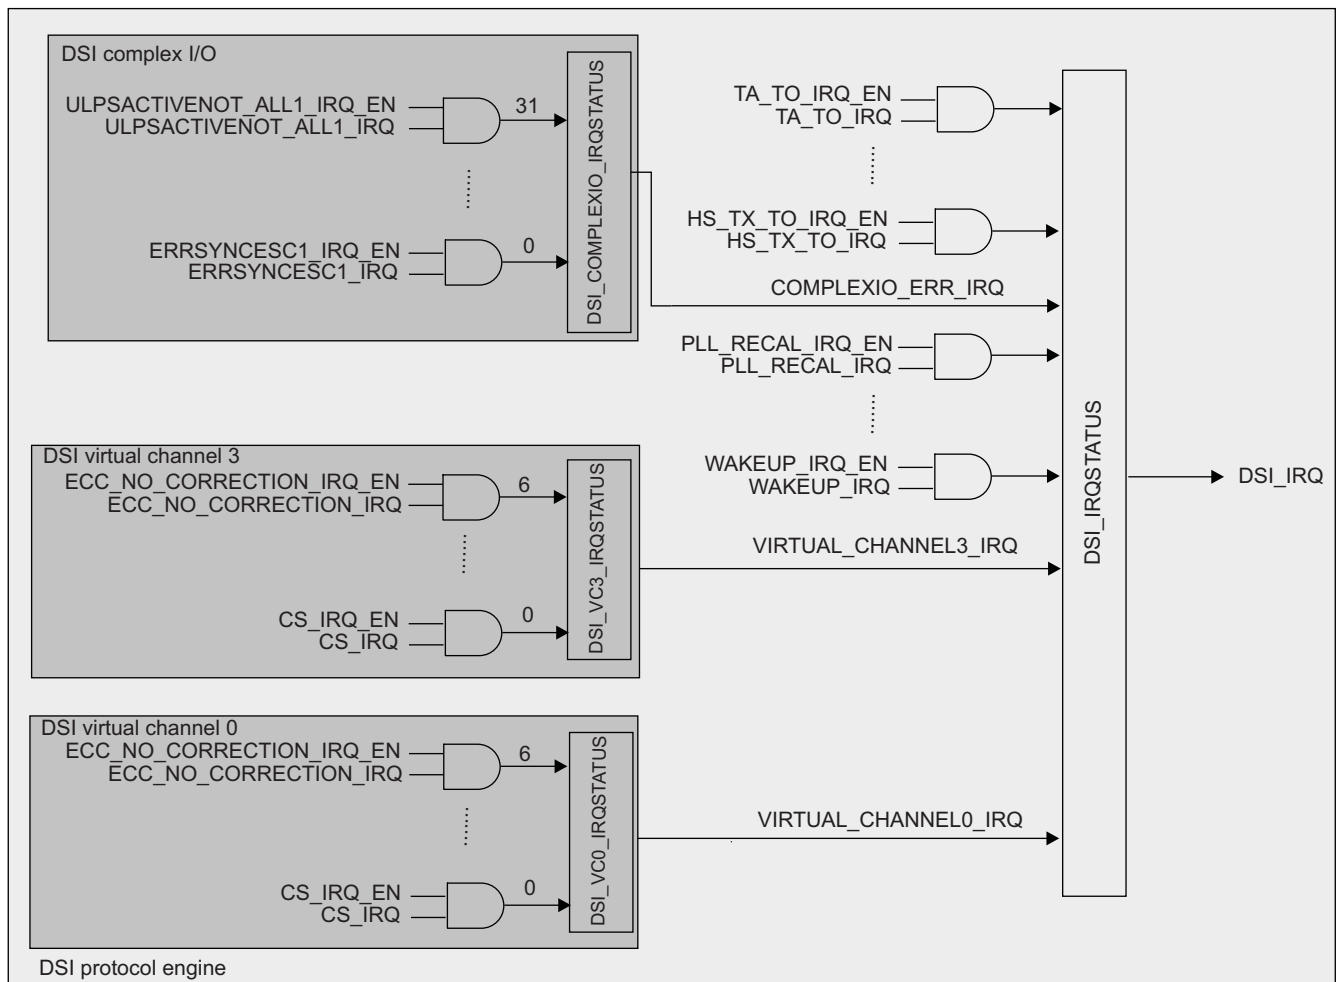 DSI complex I/O
ULPSACTIVENOT_ALL1_IRQ_EN
ULPSACTIVENOT_ALL1_IRQ
31
ERRSYNCESC1_IRQ_EN
ERRSYNCESC1_IRQ
0
DSI_COMPLEXIO_IRQSTATUS
TA_TO_IRQ_EN
TA_TO_IRQ
HS_TX_TO_IRQ_EN
HS_TX_TO_IRQ
COMPLEXIO_ERR_IRQ
PLL_RECAL_IRQ_EN
PLL_RECAL_IRQ
WAKEUP_IRQ_EN
WAKEUP_IRQ
DSI virtual channel 3
ECC_NO_CORRECTION_IRQ_EN
ECC_NO_CORRECTION_IRQ
6
CS_IRQ_EN
CS_IRQ
0
DSI_VC3_IRQSTATUS
VIRTUAL_CHANNEL3_IRQ
DSI virtual channel 0
ECC_NO_CORRECTION_IRQ_EN
ECC_NO_CORRECTION_IRQ
6
CS_IRQ_EN
CS_IRQ
0
DSI_VC0_IRQSTATUS
VIRTUAL_CHANNEL0_IRQ
DSI_IRQSTATUS
DSI_IRQ
DSI protocol engine